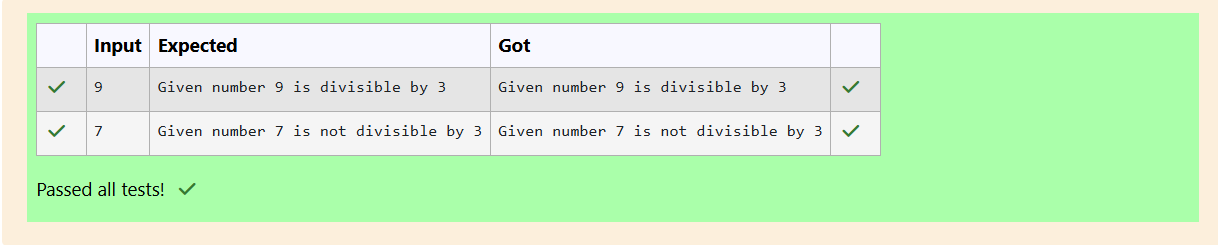 Input Expected Got
9 Given number 9 is divisible by 3 Given number 9 is divisible by 3
7 Given number 7 is not divisible by 3 Given number 7 is not divisible by 3
Passed all tests!